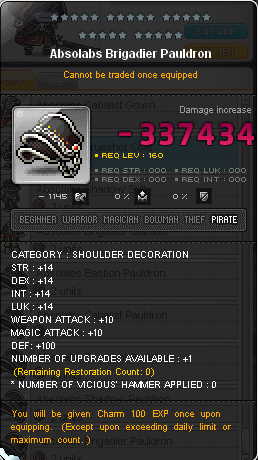 Absolabs Brigadier Pauldron
Cannot be traded once equipped
Damage increase
-337434
REQ LEV : 160
REQ STR : 000 REQ LUK : 000
REQ DEX : 000 REQ INT : 000
- 1145 0 % 0 %
BEGINNER WARRIOR MAGICIAN BOWMAN THIEF PIRATE
CATEGORY : SHOULDER DECORATION
STR : +14
DEX : +14
INT : +14
LUK : +14
WEAPON ATTACK : +10
MAGIC ATTACK : +10
DEF: +100
NUMBER OF UPGRADES AVAILABLE : +1
(Remaining Restoration Count: 0)
* NUMBER OF VICIOUS' HAMMER APPLIED : 0
You will be given Charm 100 EXP once upon
equipping. (Except upon exceeding daily limit or
maximum count. )